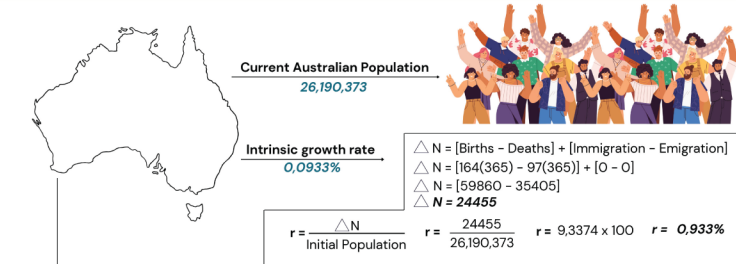 Current Australian Population
26,190,373
Intrinsic growth rate
0,0933%
△ N = [Births - Deaths] + [Immigration - Emigration]
△ N = [164(365) - 97(365)] + [0 - 0]
△ N = [59860 - 35405]
△ N = 24455
r = △N / Initial Population r = 24455 / 26,190,373 r = 9,3374 x 100 r = 0,933%